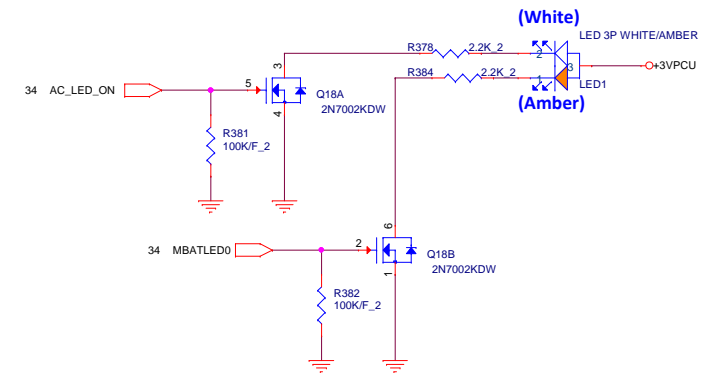 (White)
LED 3P WHITE/AMBER
R378
2.2K_2
2
3
+3VPCU
R384
2.2K_2
1
LED1
(Amber)
3
34 AC_LED_ON
5
Q18A
2N7002KDW
4
R381
100K/F_2
6
34 MBATLED0
2
Q18B
2N7002KDW
1
R382
100K/F_2